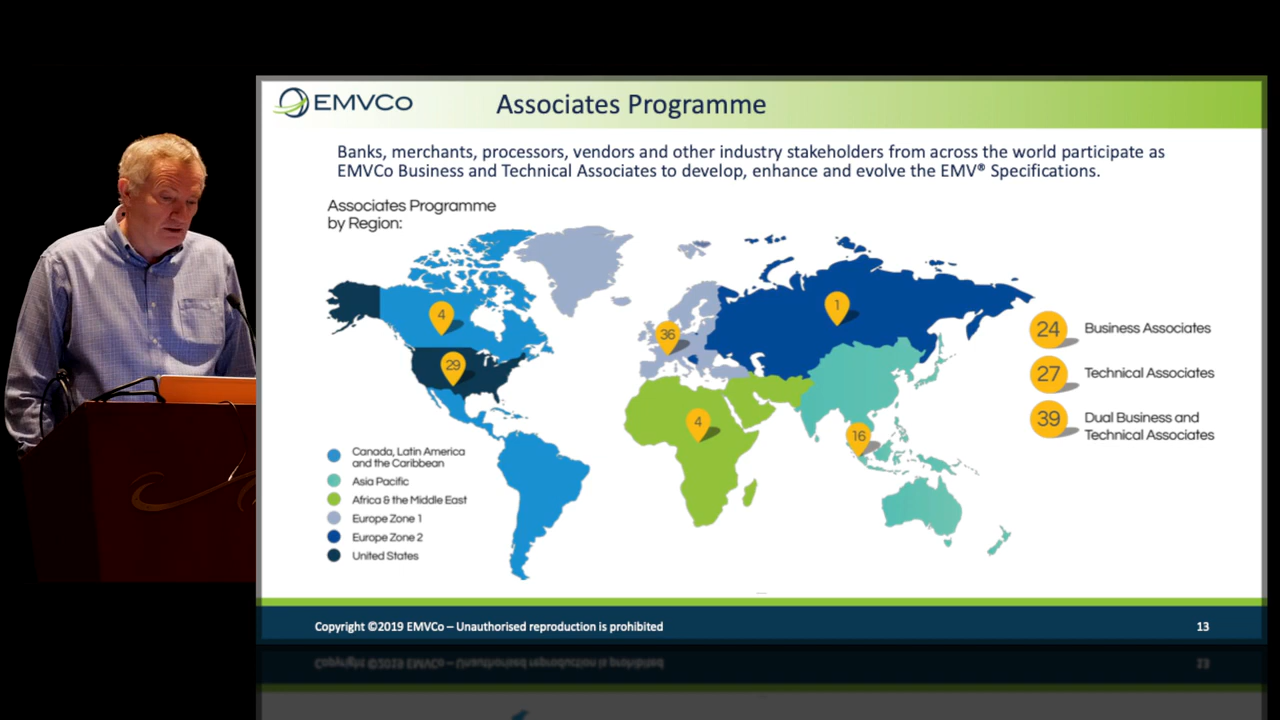 EMVCo
Associates Programme
Banks, merchants, processors, vendors and other industry stakeholders from across the world participate as
EMVCo Business and Technical Associates to develop, enhance and evolve the EMV® Specifications.
Associates Programme
by Region:
4
29
36
1
4
16
24 Business Associates
27 Technical Associates
39 Dual Business and
Technical Associates
Canada, Latin America
and the Caribbean
Asia Pacific
Africa & the Middle East
Europe Zone 1
Europe Zone 2
United States
Copyright ©2019 EMVCo – Unauthorised reproduction is prohibited
13